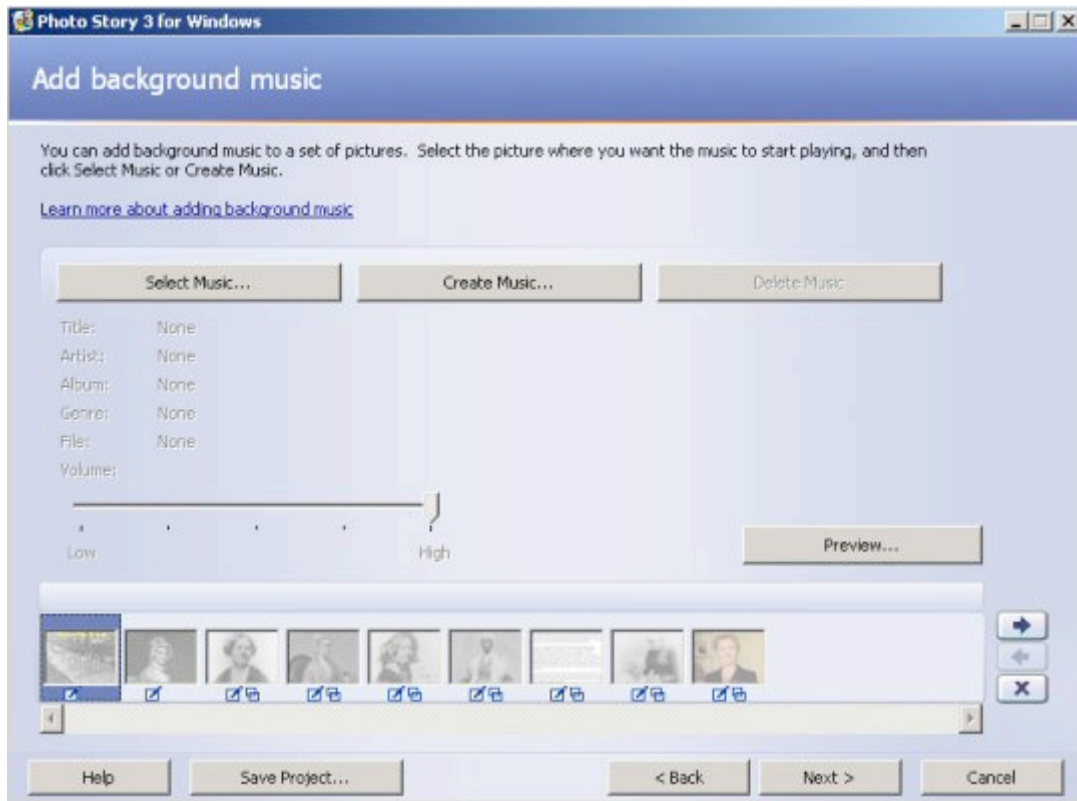 Photo Story 3 for Windows
Add background music
You can add background music to a set of pictures. Select the picture where you want the music to start playing, and then
click Select Music or Create Music.
Learn more about adding background music
Select Music... Create Music... Delete Music
Title: None
Artist: None
Album: None
Genre: None
File: None
Volume:
Low High
Preview...
Help Save Project... < Back Next > Cancel